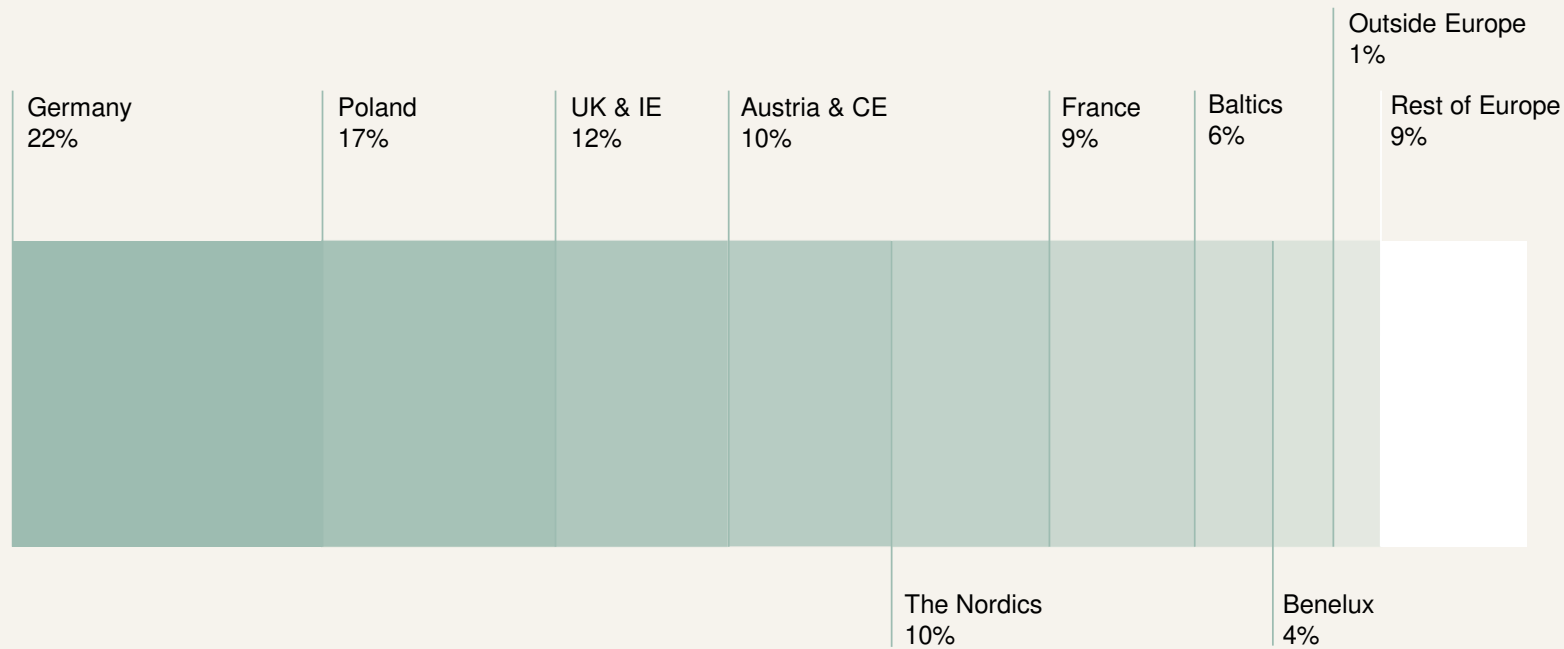 Outside Europe
1%
Germany
22%
Poland
17%
UK & IE
12%
Austria & CE
10%
France
9%
Baltics
6%
Rest of Europe
9%
The Nordics
10%
Benelux
4%